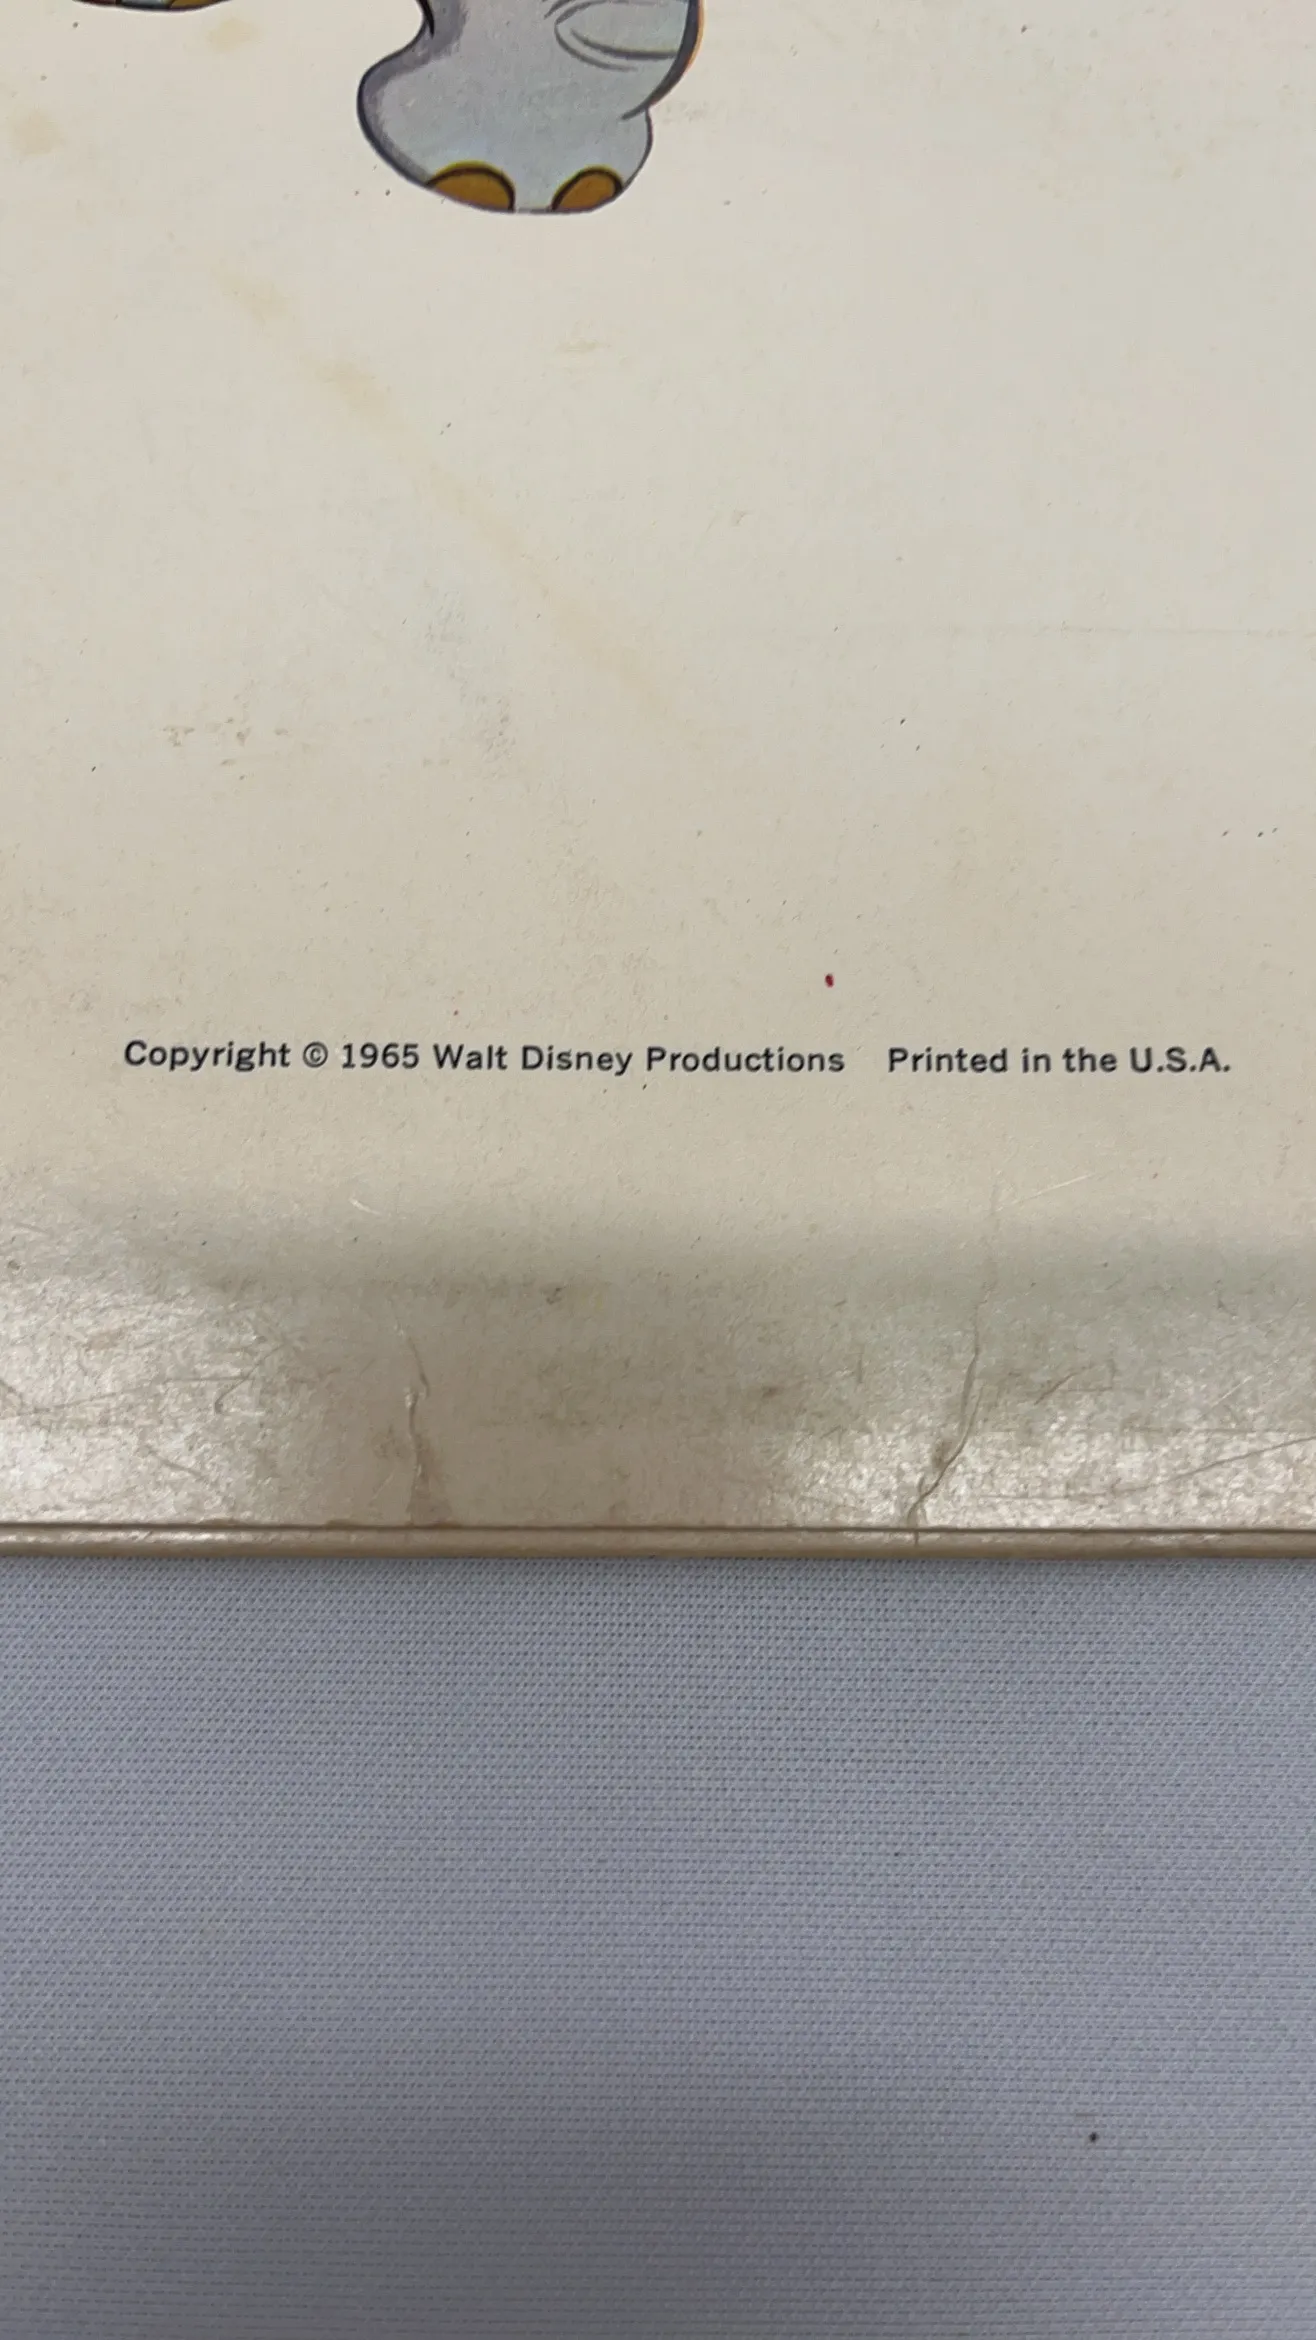 Copyright © 1965 Walt Disney Productions Printed in the U.S.A.